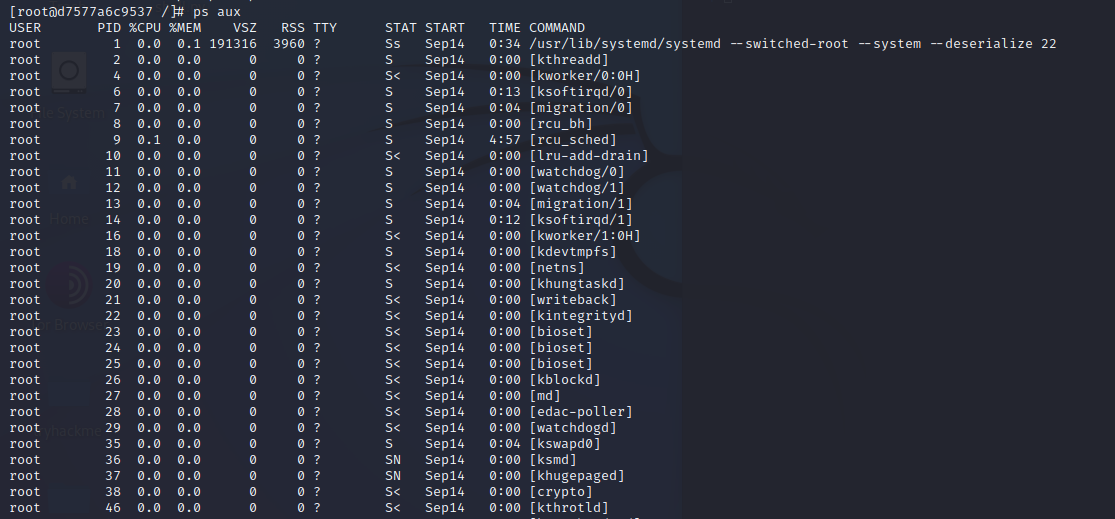 [root@d7577a6c9537 /]# ps aux
USER PID %CPU %MEM VSZ RSS TTY STAT START TIME COMMAND
root 1 0.0 0.1 191316 3960 ? Ss Sep14 0:34 /usr/lib/systemd/systemd --switched-root --system --deserialize 22
root 2 0.0 0.0 0 0 ? S Sep14 0:00 [kthreadd]
root 4 0.0 0.0 0 0 ? S< Sep14 0:00 [kworker/0:0H]
root 6 0.0 0.0 0 0 ? S Sep14 0:13 [ksoftirqd/0]
root 7 0.0 0.0 0 0 ? S Sep14 0:04 [migration/0]
root 8 0.0 0.0 0 0 ? S Sep14 0:00 [rcu_bh]
root 9 0.1 0.0 0 0 ? S Sep14 4:57 [rcu_sched]
root 10 0.0 0.0 0 0 ? S< Sep14 0:00 [lru-add-drain]
root 11 0.0 0.0 0 0 ? S Sep14 0:00 [watchdog/0]
root 12 0.0 0.0 0 0 ? S Sep14 0:00 [watchdog/1]
root 13 0.0 0.0 0 0 ? S Sep14 0:04 [migration/1]
root 14 0.0 0.0 0 0 ? S Sep14 0:12 [ksoftirqd/1]
root 16 0.0 0.0 0 0 ? S< Sep14 0:00 [kworker/1:0H]
root 18 0.0 0.0 0 0 ? S Sep14 0:00 [kdevtmpfs]
root 19 0.0 0.0 0 0 ? S< Sep14 0:00 [netns]
root 20 0.0 0.0 0 0 ? S Sep14 0:00 [khungtaskd]
root 21 0.0 0.0 0 0 ? S< Sep14 0:00 [writeback]
root 22 0.0 0.0 0 0 ? S< Sep14 0:00 [kintegrityd]
root 23 0.0 0.0 0 0 ? S< Sep14 0:00 [bioset]
root 24 0.0 0.0 0 0 ? S< Sep14 0:00 [bioset]
root 25 0.0 0.0 0 0 ? S< Sep14 0:00 [bioset]
root 26 0.0 0.0 0 0 ? S< Sep14 0:00 [kblockd]
root 27 0.0 0.0 0 0 ? S< Sep14 0:00 [md]
root 28 0.0 0.0 0 0 ? S< Sep14 0:00 [edac-poller]
root 29 0.0 0.0 0 0 ? S< Sep14 0:00 [watchdogd]
root 35 0.0 0.0 0 0 ? S Sep14 0:04 [kswapd0]
root 36 0.0 0.0 0 0 ? SN Sep14 0:00 [ksmd]
root 37 0.0 0.0 0 0 ? SN Sep14 0:00 [khugepaged]
root 38 0.0 0.0 0 0 ? S< Sep14 0:00 [crypto]
root 46 0.0 0.0 0 0 ? S< Sep14 0:00 [kthrotld]
System
Home